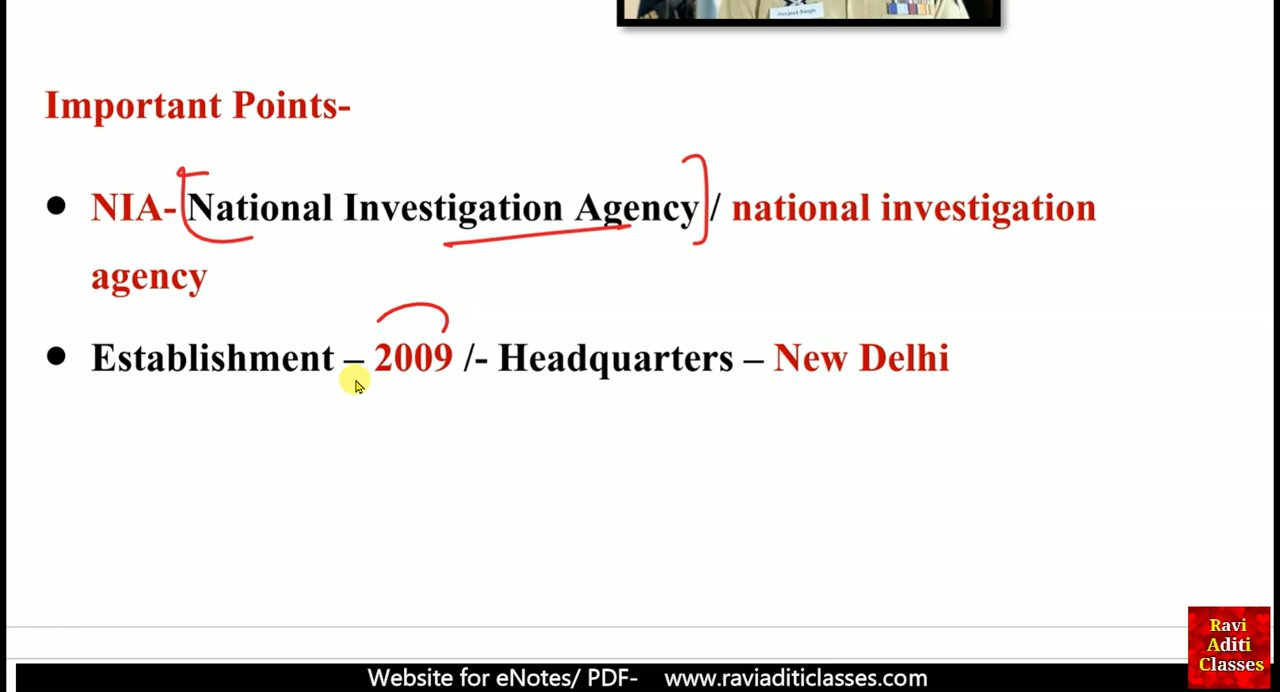 Important Points-
● NIA- National Investigation Agency / national investigation
agency
● Establishment – 2009 /- Headquarters – New Delhi
Ravi
Aditi
Classes
Website for eNotes/ PDF- www.raviaditiclasses.com